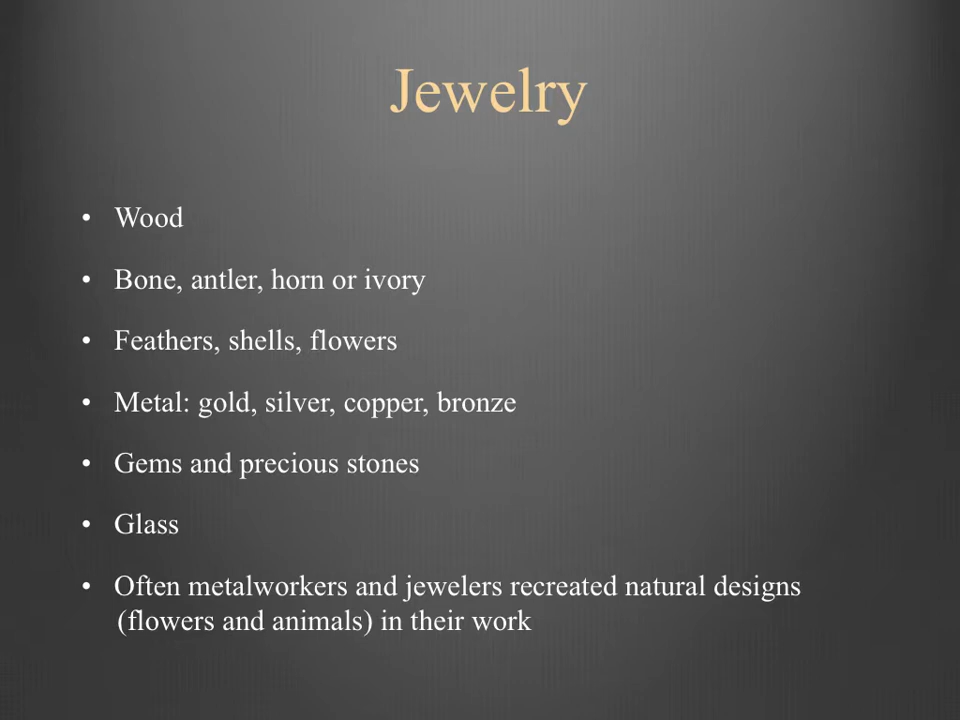 Jewelry
• Wood
• Bone, antler, horn or ivory
• Feathers, shells, flowers
• Metal: gold, silver, copper, bronze
• Gems and precious stones
• Glass
• Often metalworkers and jewelers recreated natural designs
(flowers and animals) in their work